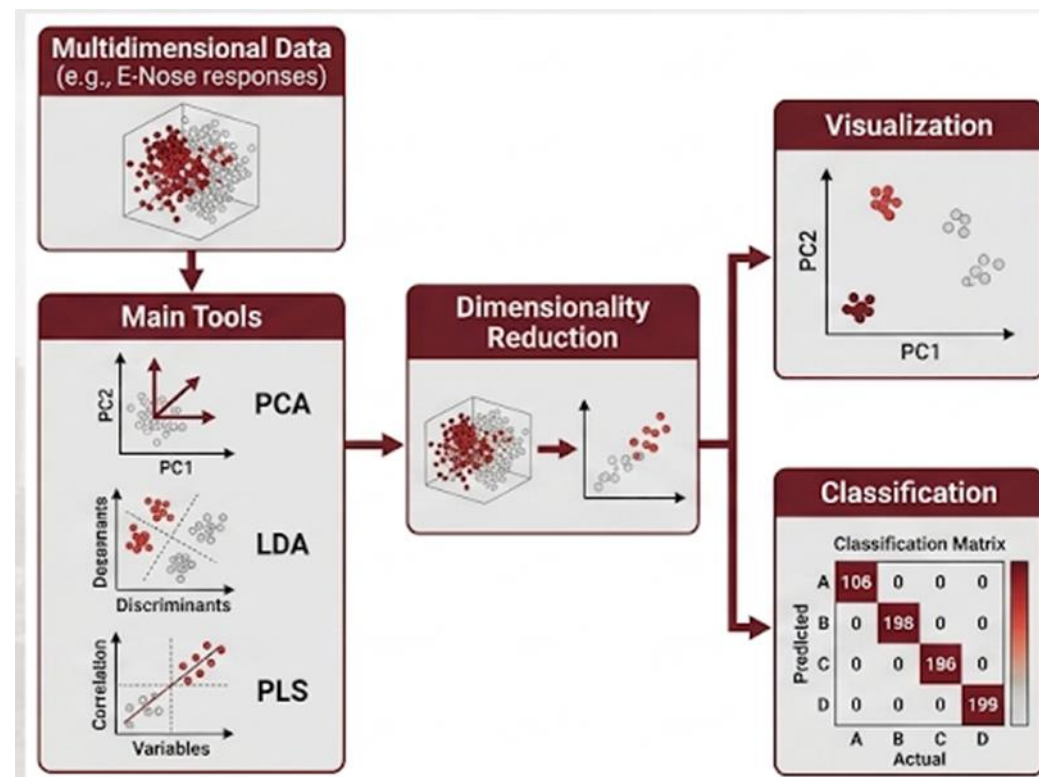 Multidimensional Data
(e.g., E-Nose responses)
Main Tools
PC2
PC1
PCA
Discriminants
LDA
Correlation
Variables
PLS
Dimensionality
Reduction
Visualization
PC2
PC1
Classification
Classification Matrix
Predicted
A 106 0 0 0
B 0 198 0 0
C 0 0 196 0
D 0 0 0 199
A B C D
Actual